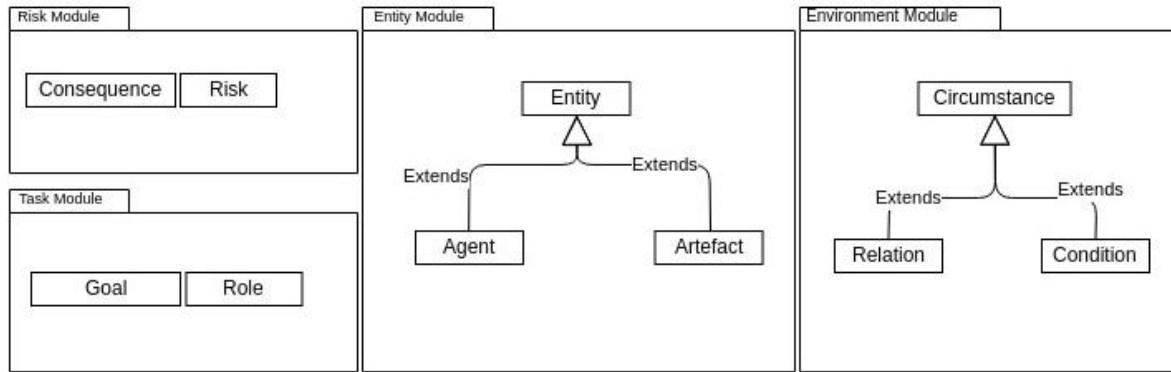 Risk Module
Consequence
Risk
Task Module
Goal
Role
Entity Module
Entity
Extends
Extends
Agent
Artefact
Environment Module
Circumstance
Extends
Extends
Relation
Condition